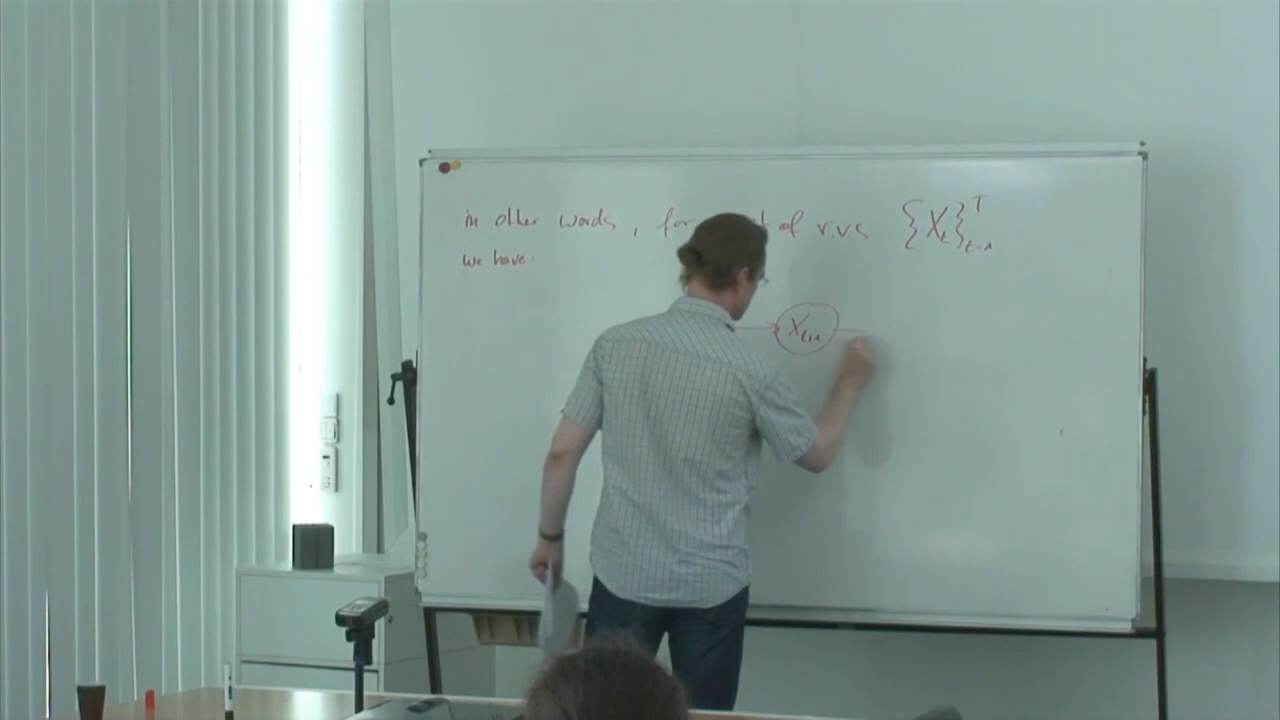 in other words, for of r.v.s {X_t}_{t=1}^T
we have:
X_{t+1}